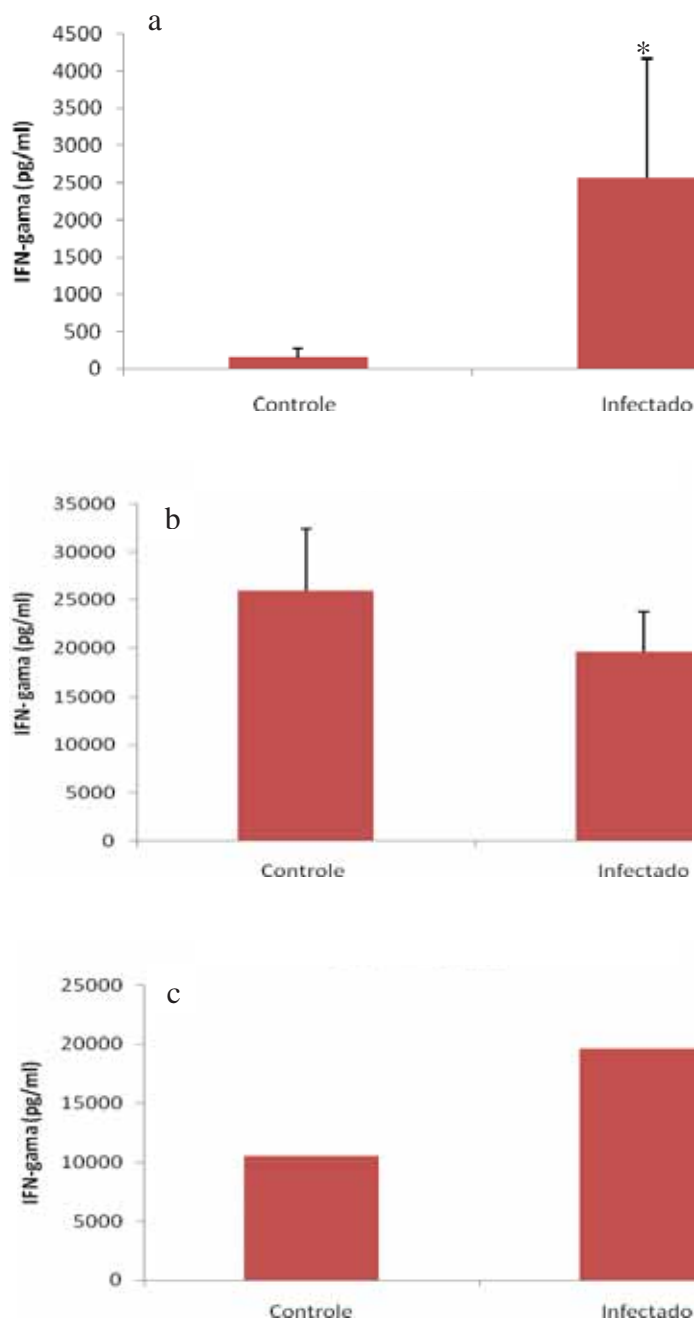 a
IFN-gama (pg/ml)
4500
4000
3500
3000
2500
2000
1500
1000
500
0
*
Controle
Infectado
b
IFN-gama (pg/ml)
35000
30000
25000
20000
15000
10000
5000
0
Controle
Infectado
c
IFN-gama (pg/ml)
25000
20000
15000
10000
5000
0
Controle
Infectado